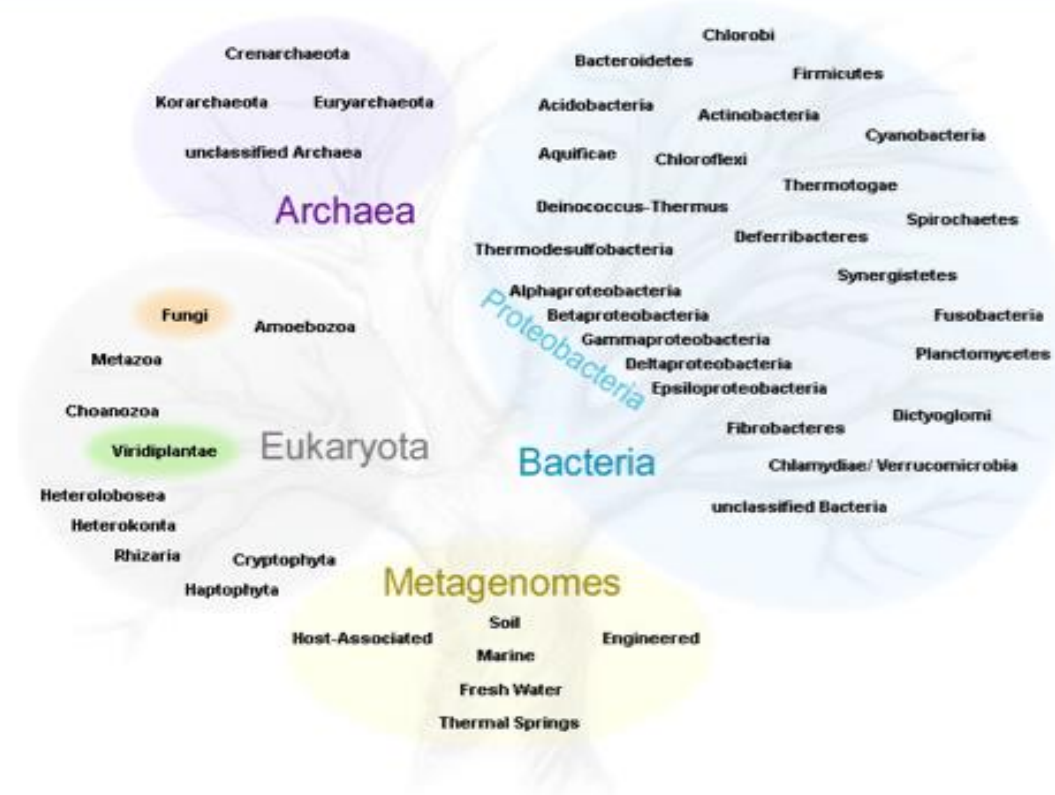 Crenarchaeota
Korarchaeota Euryarchaeota
unclassified Archaea
Archaea
Chlorobi
Bacteroidetes
Firmicutes
Acidobacteria
Actinobacteria
Cyanobacteria
Aquificae
Chloroflexi
Thermotogae
Deinococcus-Thermus
Spirochaetes
Deferribacteres
Thermodesulfobacteria
Synergistetes
Proteobacteria
Alphaproteobacteria
Betaproteobacteria
Gammaproteobacteria
Deltaproteobacteria
Epsiloproteobacteria
Fusobacteria
Planctomycetes
Dictyoglomi
Fibrobacteres
Bacteria
Chlamydiae/ Verrucomicrobia
unclassified Bacteria
Fungi
Amoebozoa
Metazoa
Choanozoa
Viridiplantae
Eukaryota
Heterolobosea
Heterokonta
Rhizaria
Cryptophyta
Haptophyta
Metagenomes
Soil
Host-Associated
Engineered
Marine
Fresh Water
Thermal Springs